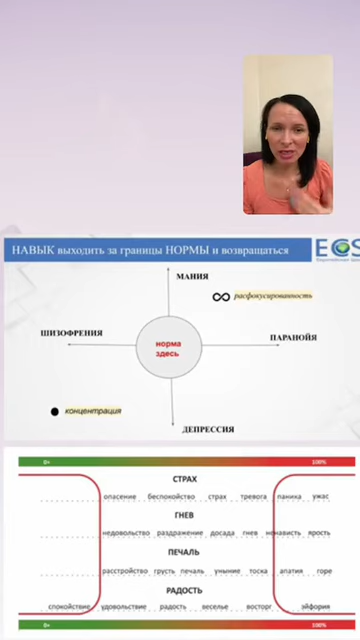 НАВЫК выходить за границы НОРМЫ и возвращаться
ECS
МАНИЯ
расфокусированность
ШИЗОФРЕНИЯ
норма
здесь
ПАРАНОЙЯ
концентрация
ДЕПРЕССИЯ
0+ 100%
СТРАХ
опасение беспокойство страх тревога паника ужас
ГНЕВ
недовольство раздражение досада гнев ненависть ярость
ПЕЧАЛЬ
расстройство грусть печаль уныние тоска апатия горе
РАДОСТЬ
спокойствие удовольствие радость веселье восторг эйфория
0+ 100%